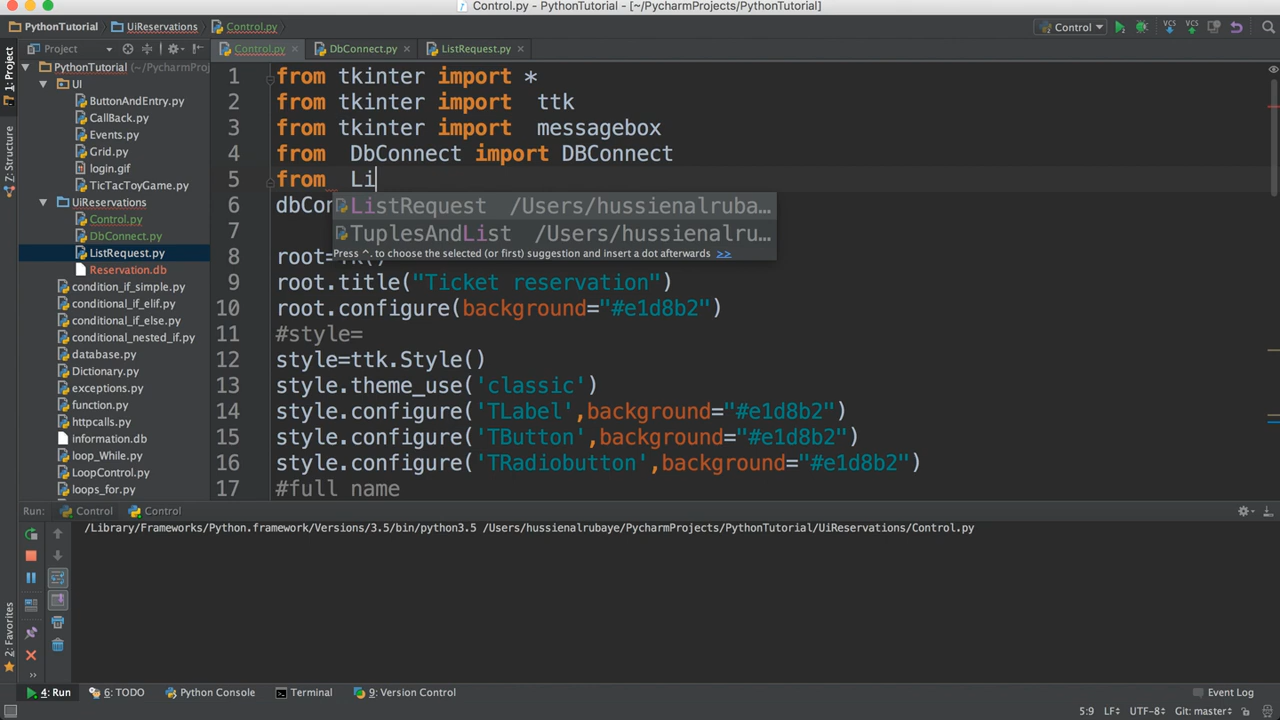 Control.py - PythonTutorial - [~/PycharmProjects/PythonTutorial]
PythonTutorial UiReservations Control.py Control
Project Control.py DbConnect.py ListRequest.py
1: Project
7: Structure
2: Favorites
PythonTutorial (~/PycharmProj
UI
ButtonAndEntry.py
CallBack.py
Events.py
Grid.py
login.gif
TicTacToyGame.py
UiReservations
Control.py
DbConnect.py
ListRequest.py
Reservation.db
condition_if_simple.py
conditional_if_elif.py
conditional_if_else.py
conditional_nested_if.py
database.py
Dictionary.py
exceptions.py
function.py
httpcalls.py
information.db
loop_While.py
LoopControl.py
loops_for.py
1 from tkinter import *
2 from tkinter import ttk
3 from tkinter import messagebox
4 from DbConnect import DBConnect
5 from Li
6 dbCon
ListRequest /Users/hussienalruba…
7
TuplesAndList /Users/hussienalru…
Press ^. to choose the selected (or first) suggestion and insert a dot afterwards >>
8 root=Tk()
9 root.title("Ticket reservation")
10 root.configure(background="#e1d8b2")
11 #style=
12 style=ttk.Style()
13 style.theme_use('classic')
14 style.configure('TLabel',background="#e1d8b2")
15 style.configure('TButton',background="#e1d8b2")
16 style.configure('TRadiobutton',background="#e1d8b2")
17 #full name
Run: Control Control
/Library/Frameworks/Python.framework/Versions/3.5/bin/python3.5 /Users/hussienalrubaye/PycharmProjects/PythonTutorial/UiReservations/Control.py
4: Run 6: TODO Python Console Terminal 9: Version Control Event Log
5:9 LF UTF-8 Git: master